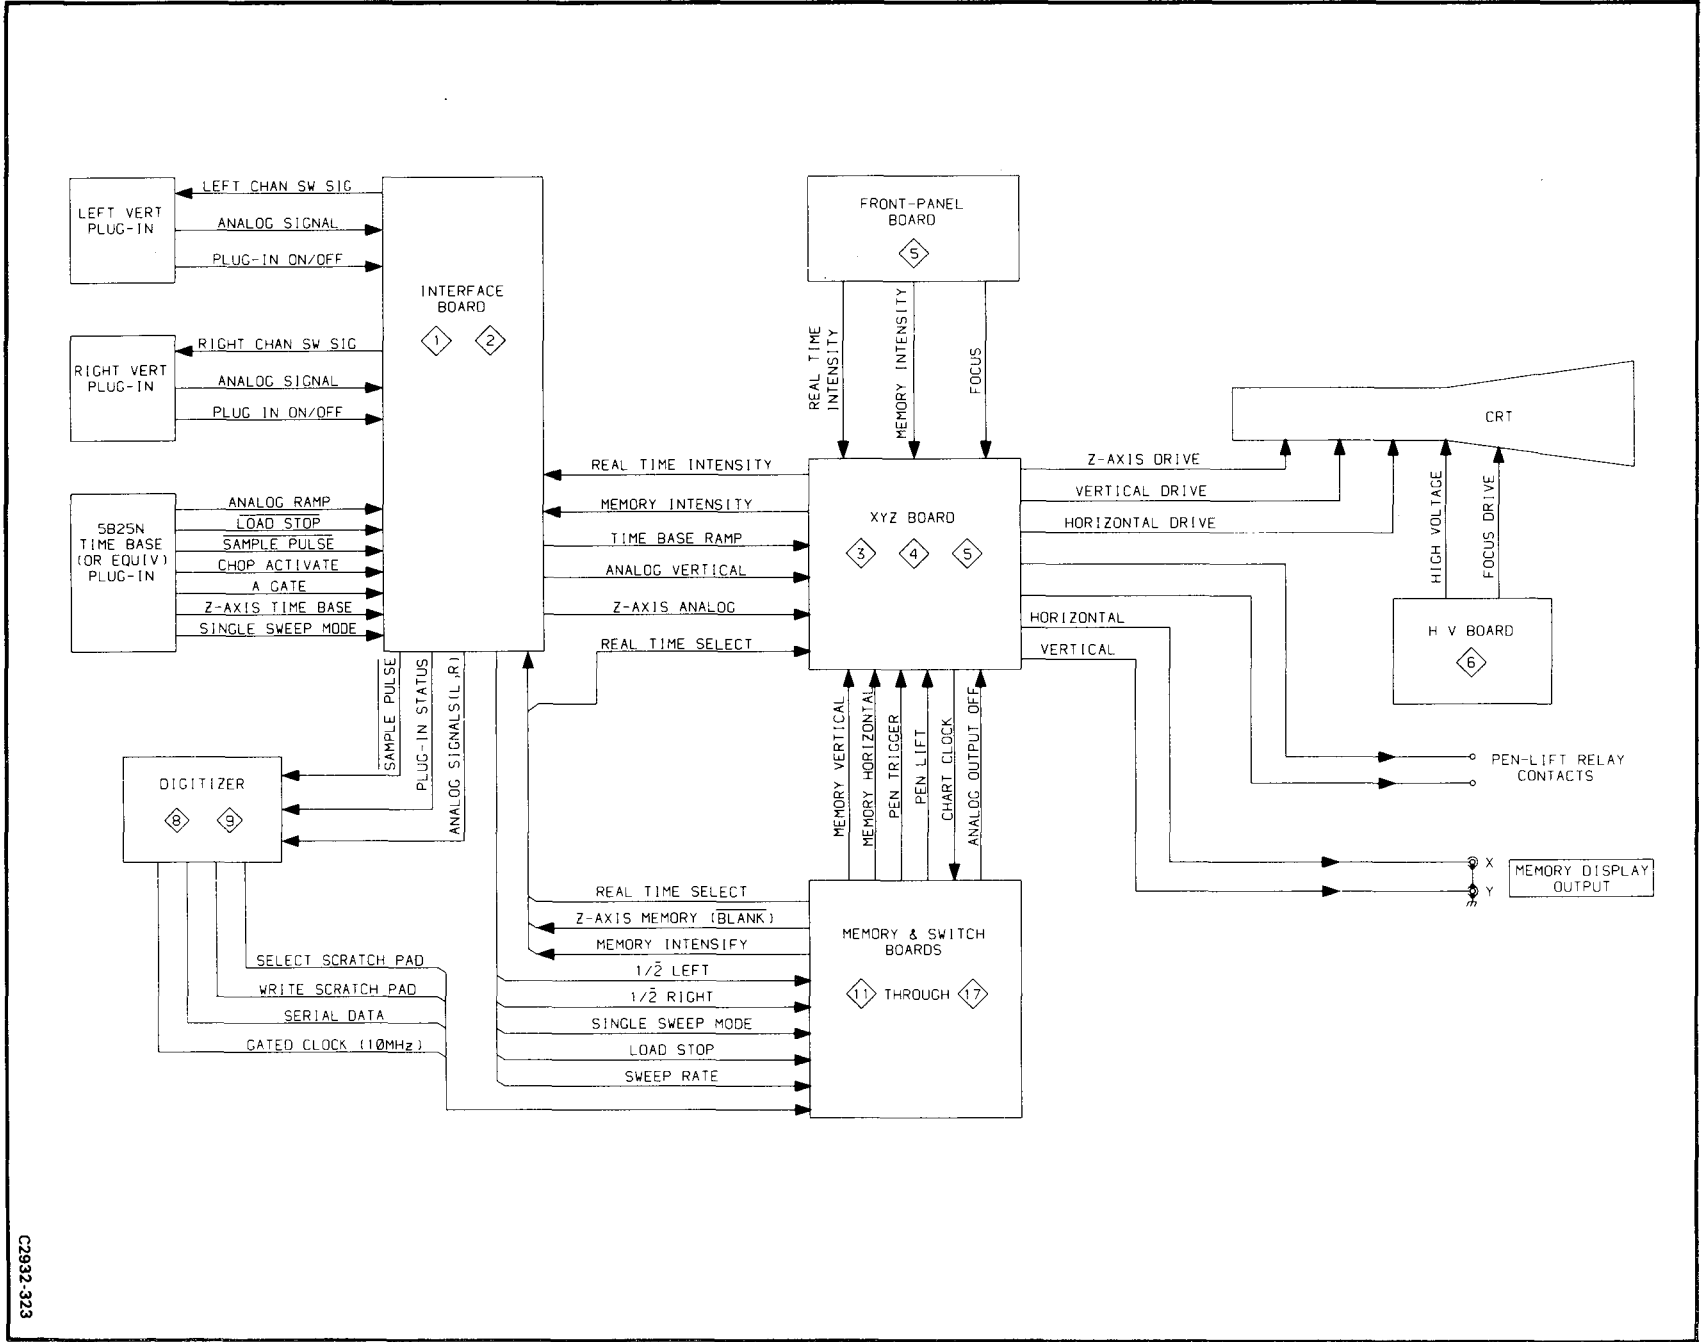 LEFT VERT
PLUG-IN
LEFT CHAN SW SIG
ANALOG SIGNAL
PLUG-IN ON/OFF
RIGHT VERT
PLUG-IN
RIGHT CHAN SW SIG
ANALOG SIGNAL
PLUG IN ON/OFF
5B25N
TIME BASE
(OR EQUIV)
PLUG-IN
ANALOG RAMP
LOAD STOP
SAMPLE PULSE
CHOP ACTIVATE
A GATE
Z-AXIS TIME BASE
SINGLE SWEEP MODE
INTERFACE
BOARD
1 2
FRONT-PANEL
BOARD
5
REAL TIME
INTENSITY
MEMORY INTENSITY
FOCUS
REAL TIME INTENSITY
MEMORY INTENSITY
TIME BASE RAMP
ANALOG VERTICAL
Z-AXIS ANALOG
REAL TIME SELECT
XYZ BOARD
3 4 5
Z-AXIS DRIVE
VERTICAL DRIVE
HORIZONTAL DRIVE
HORIZONTAL
VERTICAL
CRT
HIGH VOLTAGE
FOCUS DRIVE
H V BOARD
6
PEN-LIFT RELAY
CONTACTS
X
Y
MEMORY DISPLAY
OUTPUT
SAMPLE PULSE
PLUG-IN STATUS
ANALOG SIGNALS(L,R)
DIGITIZER
8 9
MEMORY VERTICAL
MEMORY HORIZONTAL
PEN TRIGGER
PEN LIFT
CHART CLOCK
ANALOG OUTPUT OFF
REAL TIME SELECT
Z-AXIS MEMORY (BLANK)
MEMORY INTENSIFY
1/2 LEFT
1/2 RIGHT
SINGLE SWEEP MODE
LOAD STOP
SWEEP RATE
SELECT SCRATCH PAD
WRITE SCRATCH PAD
SERIAL DATA
GATED CLOCK (10MHz)
MEMORY & SWITCH
BOARDS
11 THROUGH 17
C2932-323